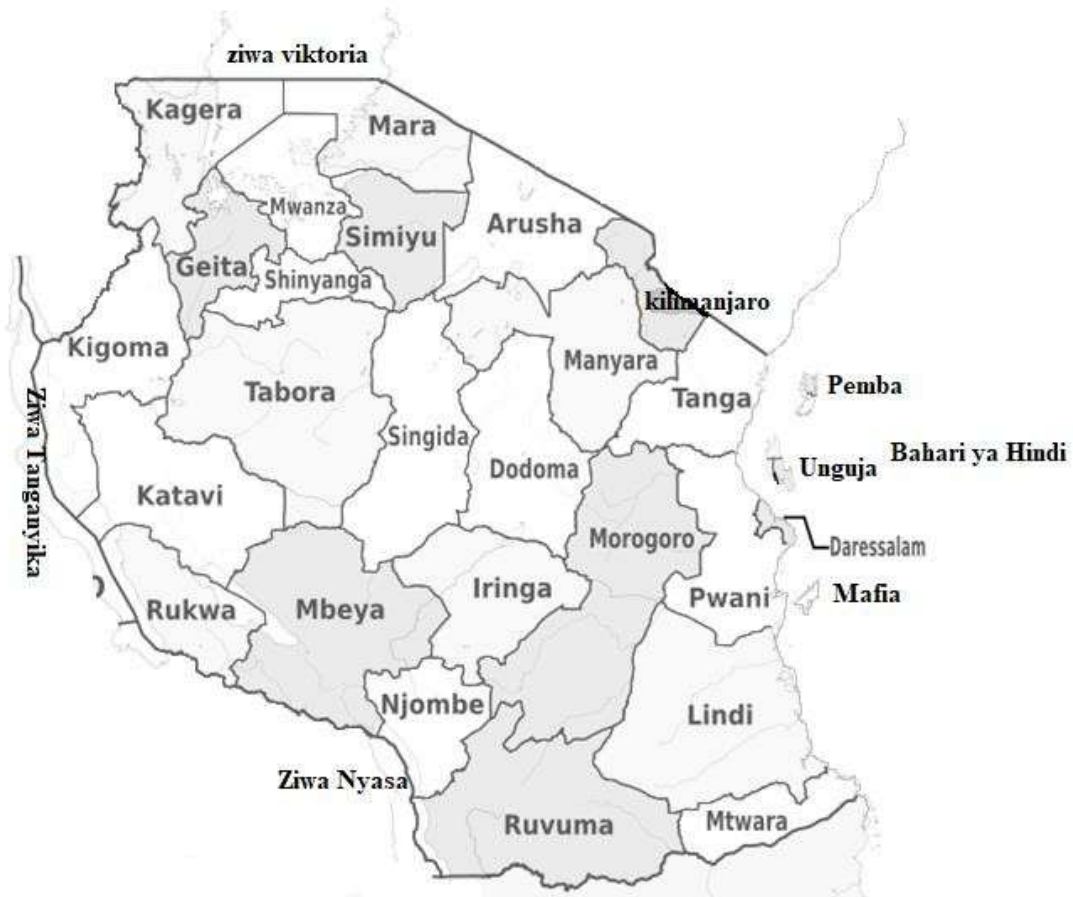 ziwa viktoria
Kagera
Mara
Mwanza
Simiyu
Arusha
Geita
Shinyanga
kilimanjaro
Kigoma
Manyara
Tabora
Tanga
Pemba
Singida
Dodoma
Unguja
Bahari ya Hindi
Ziwa Tanganyika
Katavi
Morogoro
Daressalam
Rukwa
Mbeya
Iringa
Pwani
Mafia
Njombe
Lindi
Ziwa Nyasa
Ruvuma
Mtwara